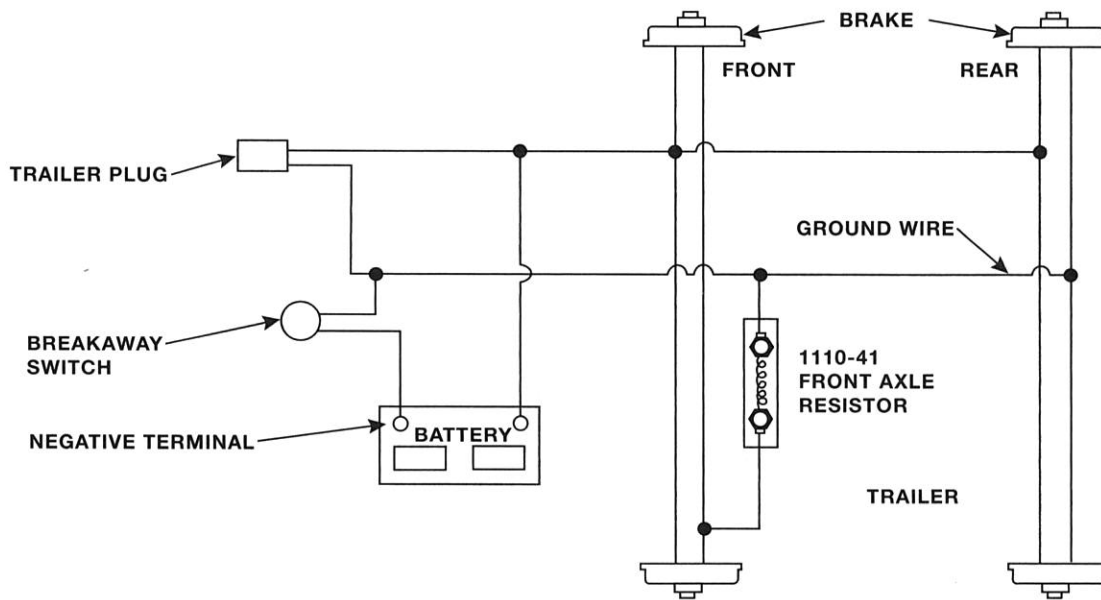 BRAKE
FRONT
REAR
TRAILER PLUG
GROUND WIRE
BREAKAWAY
SWITCH
1110-41
FRONT AXLE
RESISTOR
NEGATIVE TERMINAL
BATTERY
TRAILER